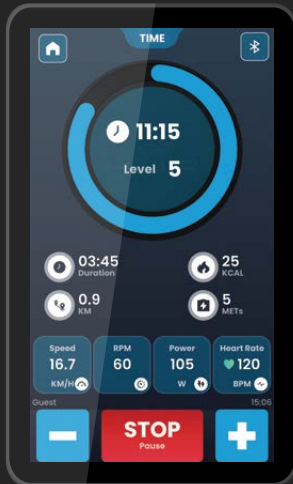 TIME
11:15
Level 5
03:45
Duration
25
KCAL
0.9
KM
5
METs
Speed
16.7
KM/H
RPM
60
Power
105
W
Heart Rate
120
BPM
Guest
15:06
STOP
Pause